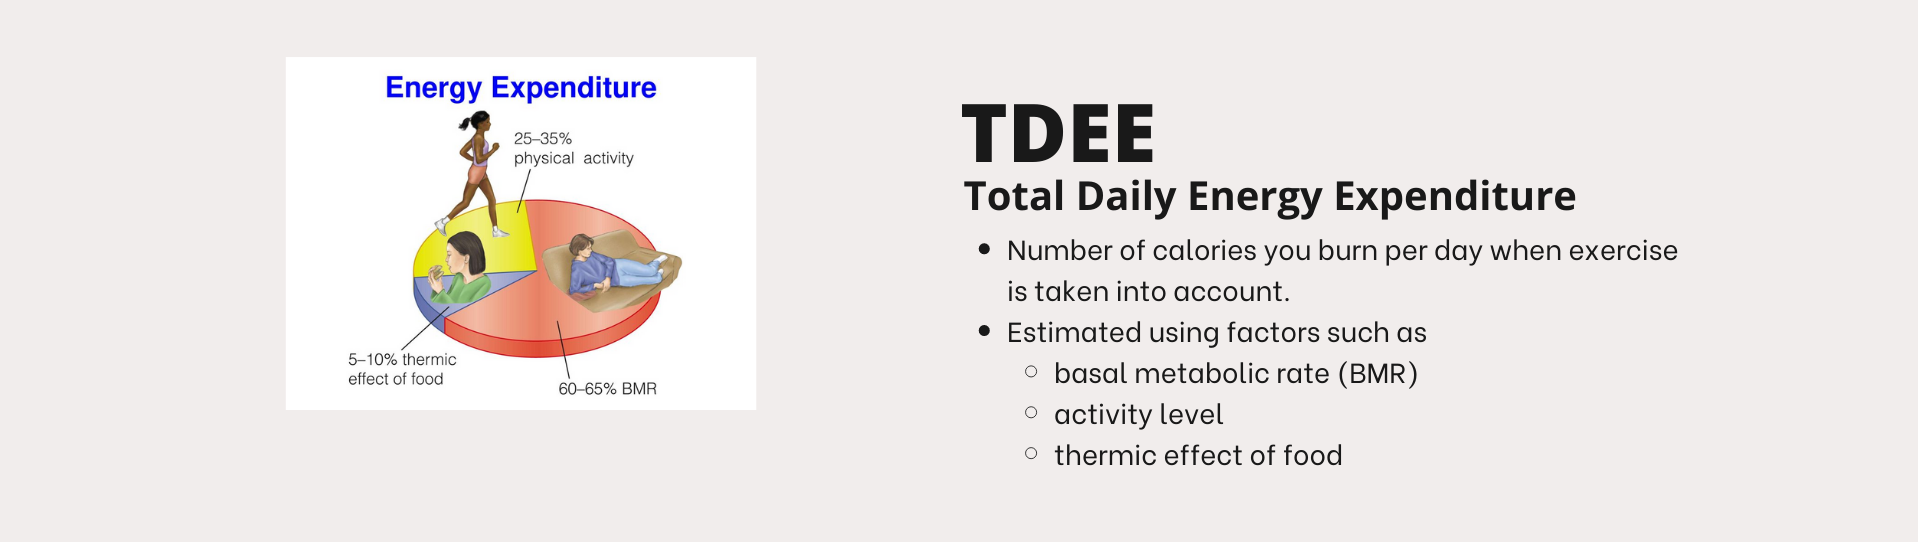 Energy Expenditure
25–35%
physical activity
5–10% thermic
effect of food
60–65% BMR
TDEE
Total Daily Energy Expenditure
• Number of calories you burn per day when exercise
is taken into account.
• Estimated using factors such as
○ basal metabolic rate (BMR)
○ activity level
○ thermic effect of food